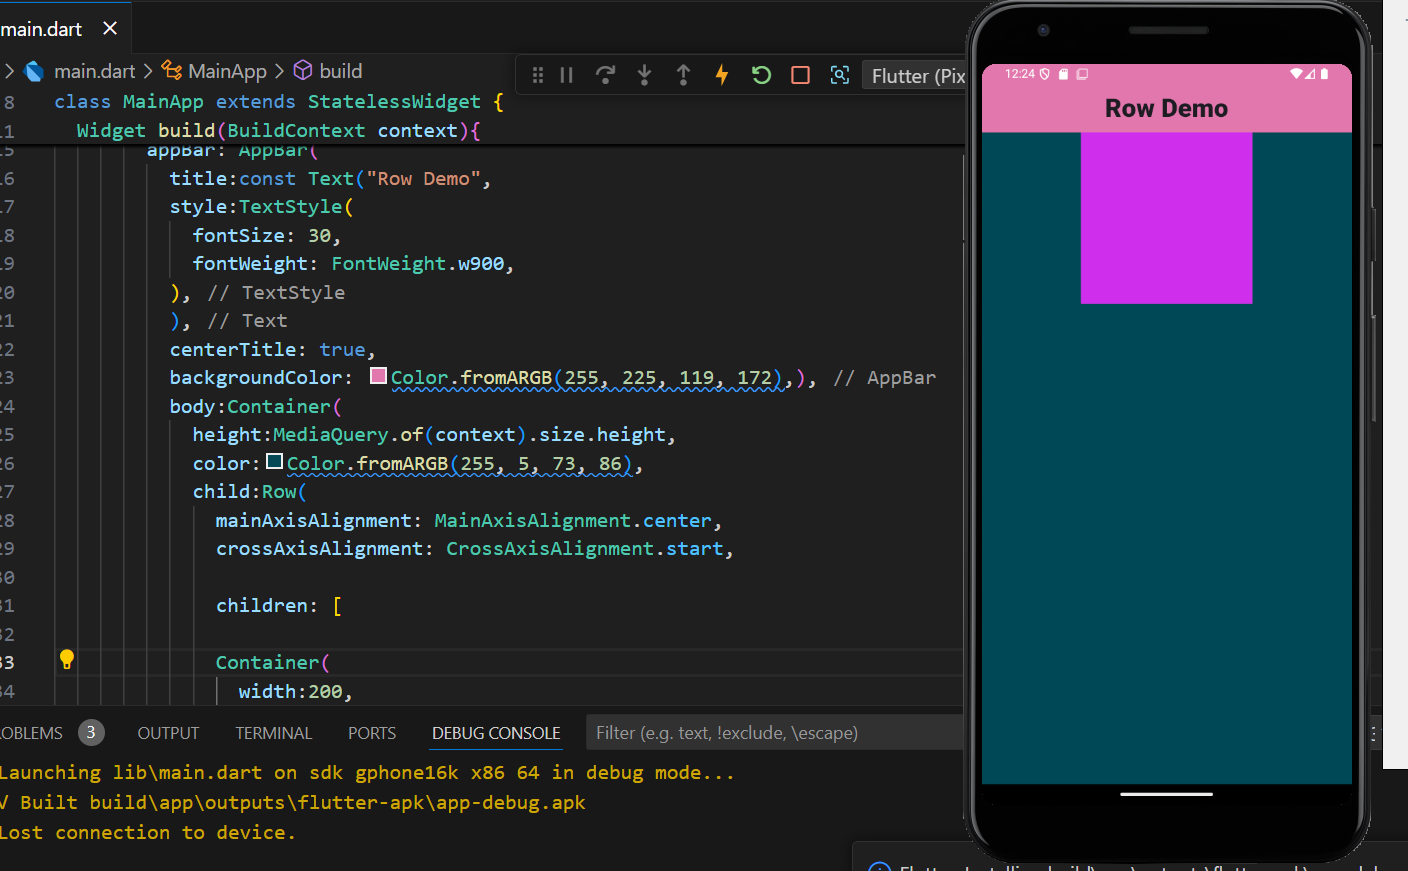 main.dart
main.dart MainApp build
Flutter (Pix
8 class MainApp extends StatelessWidget {
11 Widget build(BuildContext context){
15 appBar: AppBar(
16 title:const Text("Row Demo",
17 style:TextStyle(
18 fontSize: 30,
19 fontWeight: FontWeight.w900,
20 ), // TextStyle
21 ), // Text
22 centerTitle: true,
23 backgroundColor: Color.fromARGB(255, 225, 119, 172),), // AppBar
24 body:Container(
25 height:MediaQuery.of(context).size.height,
26 color: Color.fromARGB(255, 5, 73, 86),
27 child:Row(
28 mainAxisAlignment: MainAxisAlignment.center,
29 crossAxisAlignment: CrossAxisAlignment.start,
30
31 children: [
32
33 Container(
34 width:200,
OBLEMS 3 OUTPUT TERMINAL PORTS DEBUG CONSOLE Filter (e.g. text, !exclude, \escape)
Launching lib\main.dart on sdk gphone16k x86 64 in debug mode...
√ Built build\app\outputs\flutter-apk\app-debug.apk
Lost connection to device.
12:24
Row Demo